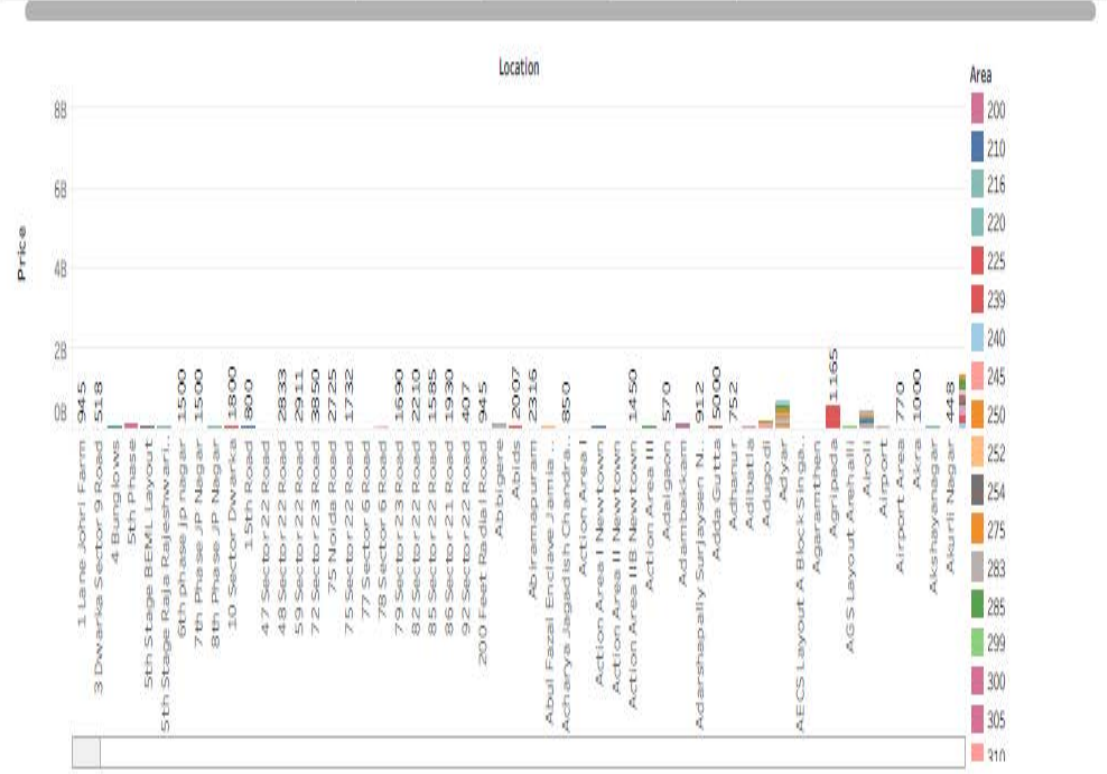 Location
Area
Price
8B
6B
4B
2B
0B
945
518
1500
1500
1800
800
2833
2911
3850
2725
1732
1690
2210
1585
1930
407
945
2007
2316
850
1450
570
912
5000
752
1165
770
1000
448
1 Lane Johri Farm
3 Dwarka Sector 9 Road
4 Bunglows
5th Phase
5th Stage BEML Layout
5th Stage Raja Rajeshwari..
6th phase jp nagar
7th Phase JP Nagar
8th Phase JP Nagar
10 Sector Dwarka
15th Road
47 Sector 22 Road
48 Sector 22 Road
59 Sector 22 Road
72 Sector 23 Road
75 Noida Road
75 Sector 22 Road
77 Sector 6 Road
78 Sector 6 Road
79 Sector 23 Road
82 Sector 22 Road
85 Sector 22 Road
86 Sector 21 Road
92 Sector 22 Road
200 Feet Radial Road
Abbigere
Abids
Abiramapuram
Abul Fazal Enclave Jamia ..
Acharya Jagadish Chandra..
Action Area I
Action Area I Newtown
Action Area II Newtown
Action Area IIB Newtown
Action Area III
Adaigaon
Adambakkam
Adarshapally Surjaysen N..
Adda Gutta
Adhanur
Adibatla
Adugodi
Adyar
AECS Layout A Block Singa..
Agaramthen
Agripada
AGS Layout Arehalli
Airoli
Airport
Airport Area
Akra
Akshayanagar
Akurli Nagar
200
210
216
220
225
239
240
245
250
252
254
275
283
285
299
300
305
310